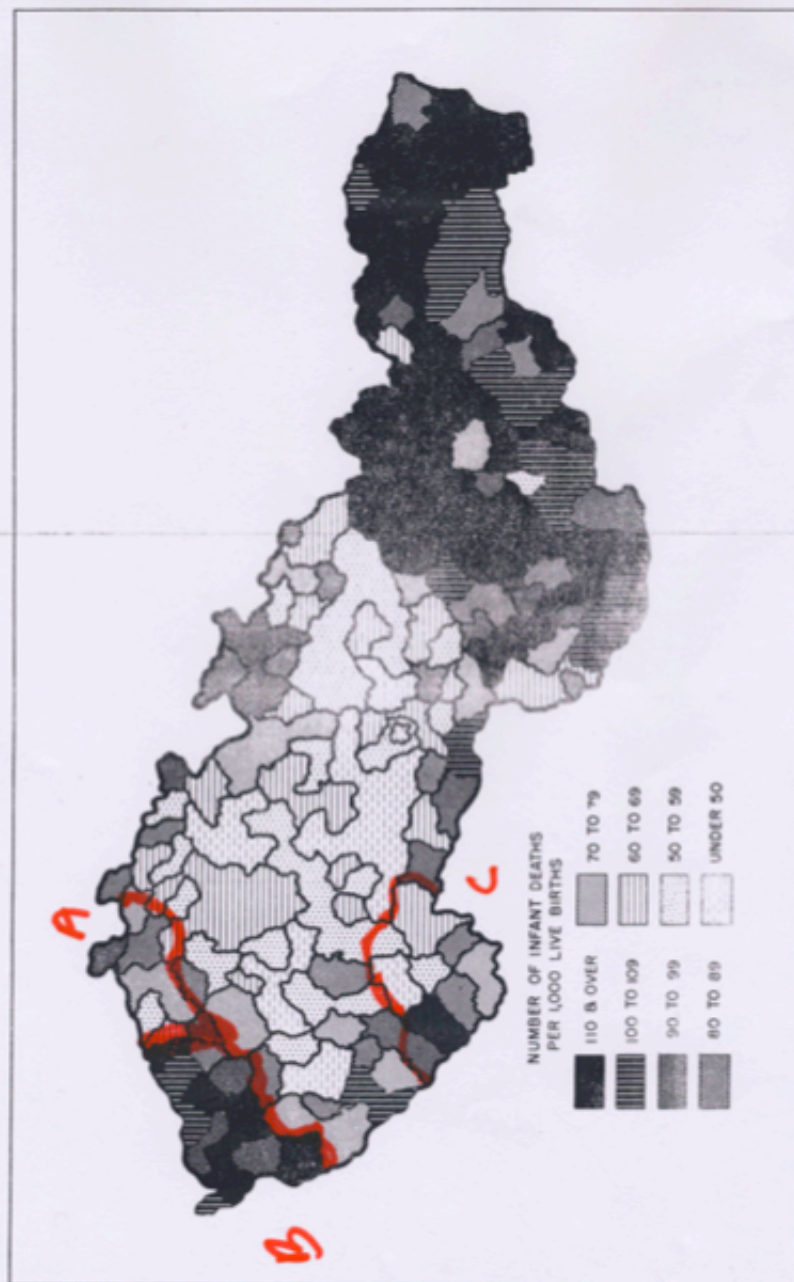 A
B
C
NUMBER OF INFANT DEATHS
PER 1,000 LIVE BIRTHS
110 & OVER
100 TO 109
90 TO 99
80 TO 89
70 TO 79
60 TO 69
50 TO 59
UNDER 50